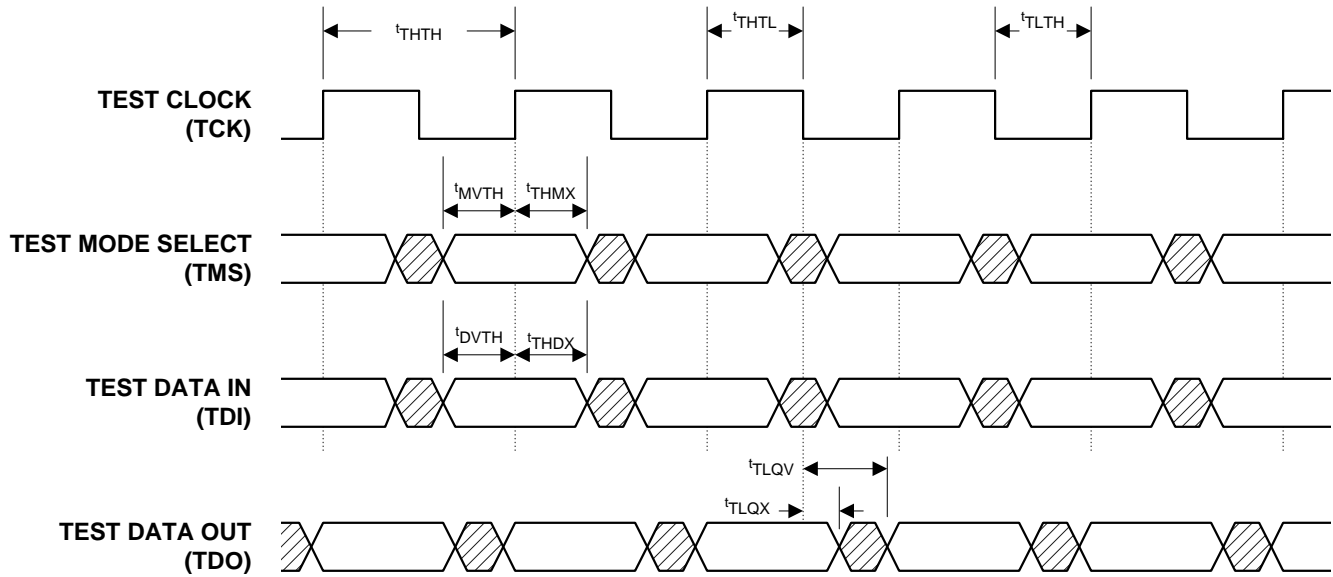 tTHTH
tTHTL
tTLTH
TEST CLOCK
(TCK)
tMVTH
tTHMX
TEST MODE SELECT
(TMS)
tDVTH
tTHDX
TEST DATA IN
(TDI)
tTLQV
tTLQX
TEST DATA OUT
(TDO)